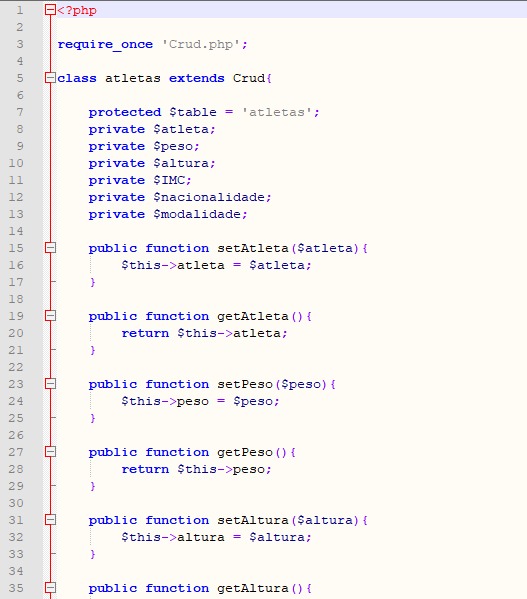 1 <?php
2
3 require_once 'Crud.php';
4
5 class atletas extends Crud{
6
7 protected $table = 'atletas';
8 private $atleta;
9 private $peso;
10 private $altura;
11 private $IMC;
12 private $nacionalidade;
13 private $modalidade;
14
15 public function setAtleta($atleta){
16 $this->atleta = $atleta;
17 }
18
19 public function getAtleta(){
20 return $this->atleta;
21 }
22
23 public function setPeso($peso){
24 $this->peso = $peso;
25 }
26
27 public function getPeso(){
28 return $this->peso;
29 }
30
31 public function setAltura($altura){
32 $this->altura = $altura;
33 }
34
35 public function getAltura(){